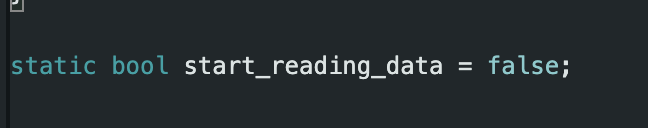 }
static bool start_reading_data = false;